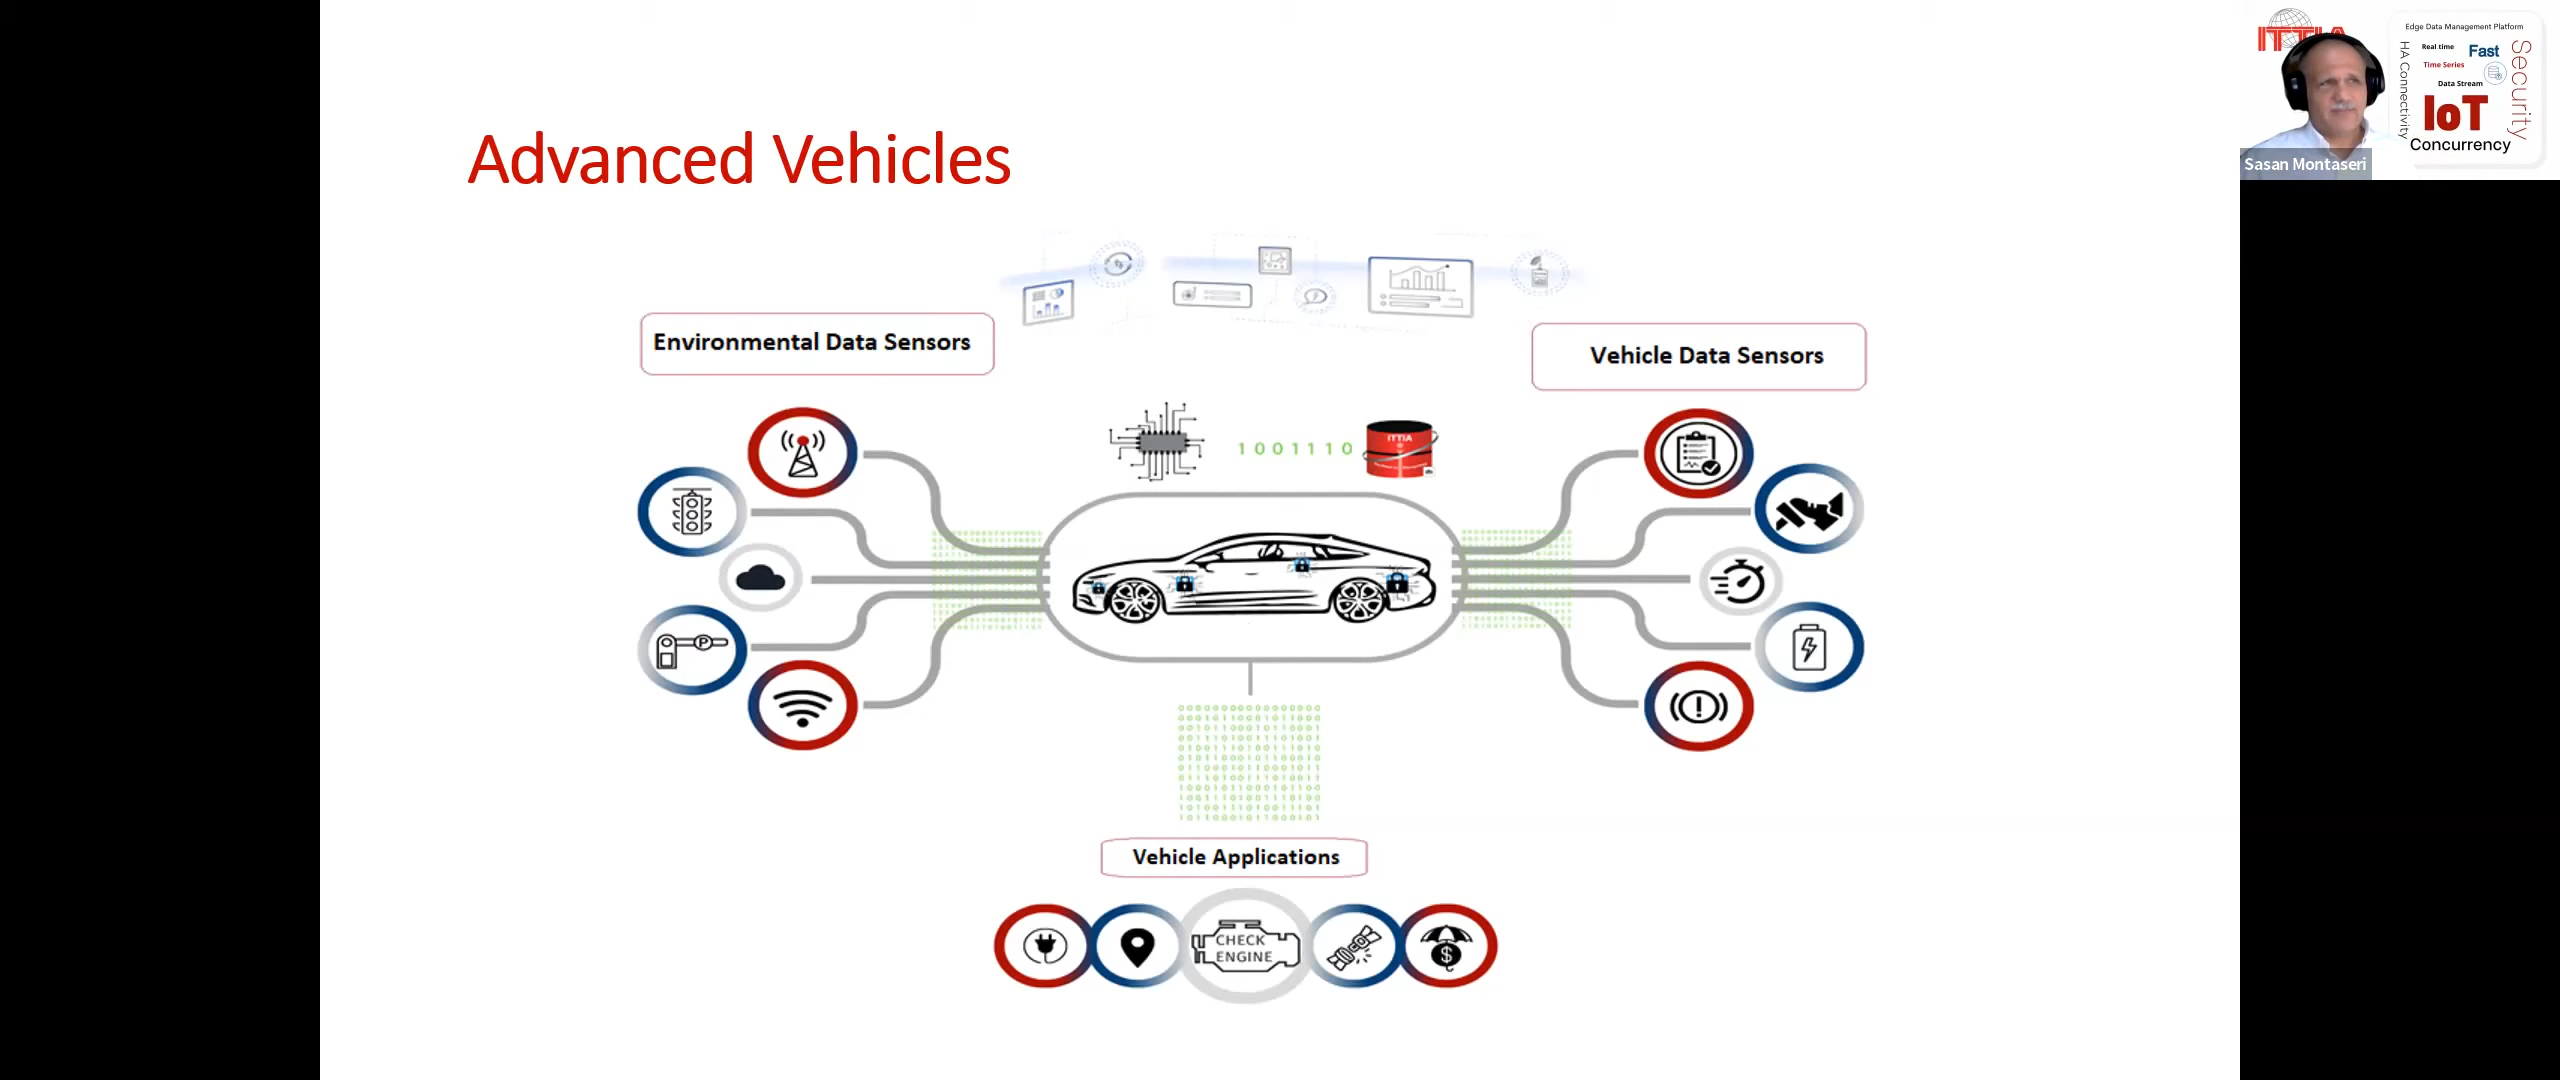 Advanced Vehicles
ITTIA
Edge Data Management Platform
HA Connectivity
Real time
Fast
Time Series
Data Stream
IoT
Concurrency
Security
Sasan Montaseri
Environmental Data Sensors
Vehicle Data Sensors
1001110
ITTIA
P
Vehicle Applications
CHECK
ENGINE
$